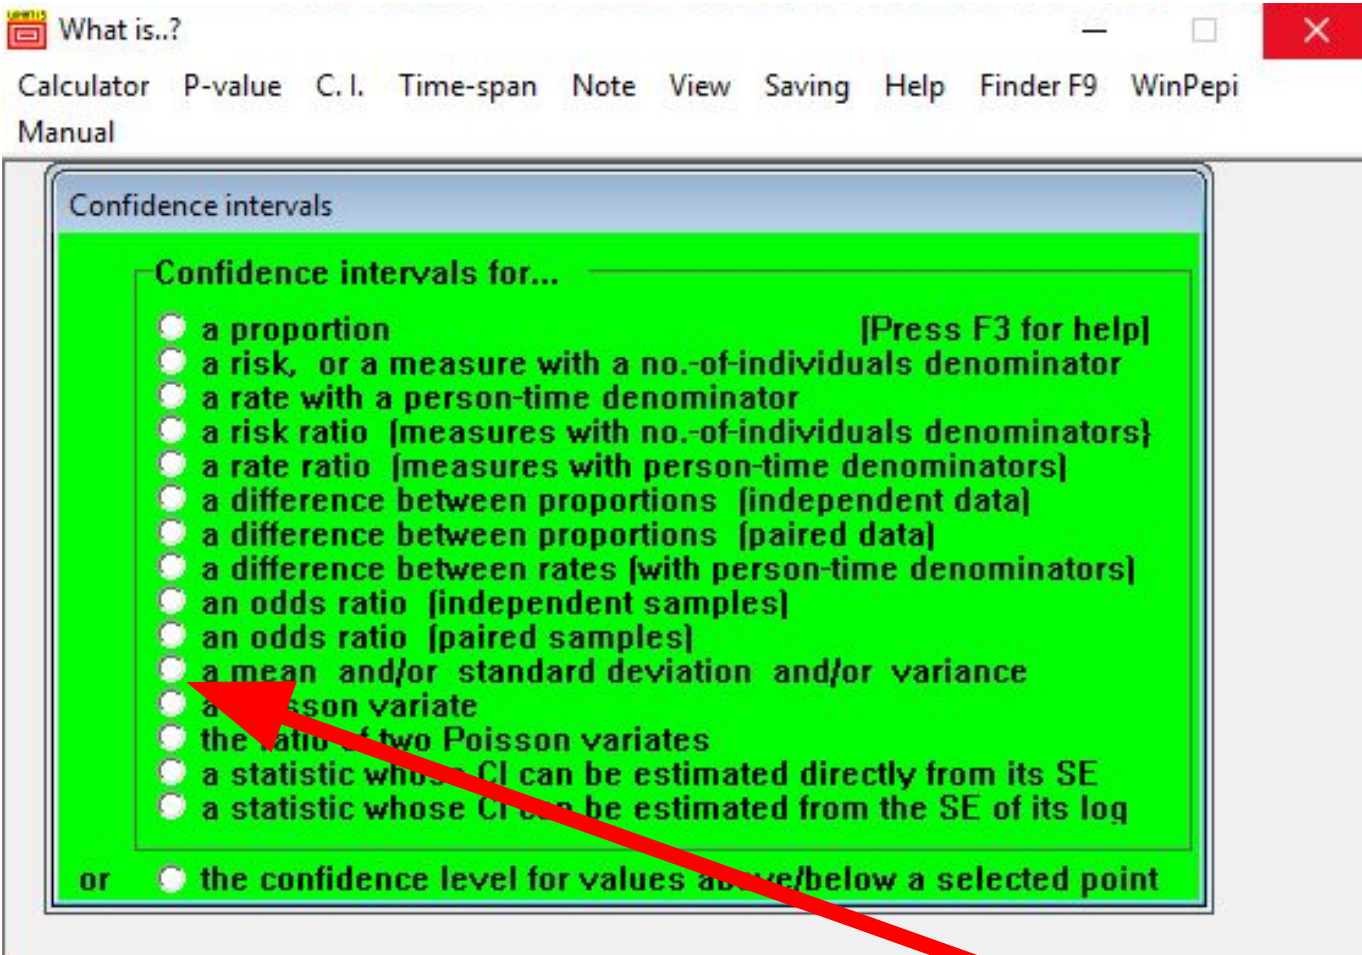 What is..?
Calculator P-value C. I. Time-span Note View Saving Help Finder F9 WinPepi
Manual
Confidence intervals
Confidence intervals for...
a proportion (Press F3 for help)
a risk, or a measure with a no.-of-individuals denominator
a rate with a person-time denominator
a risk ratio (measures with no.-of-individuals denominators}
a rate ratio (measures with person-time denominators)
a difference between proportions (independent data)
a difference between proportions (paired data)
a difference between rates (with person-time denominators)
an odds ratio (independent samples)
an odds ratio (paired samples)
a mean and/or standard deviation and/or variance
a variate
the ratio of two Poisson variates
a statistic whose CI can be estimated directly from its SE
a statistic whose CI can be estimated from the SE of its log
or the confidence level for values above/below a selected point